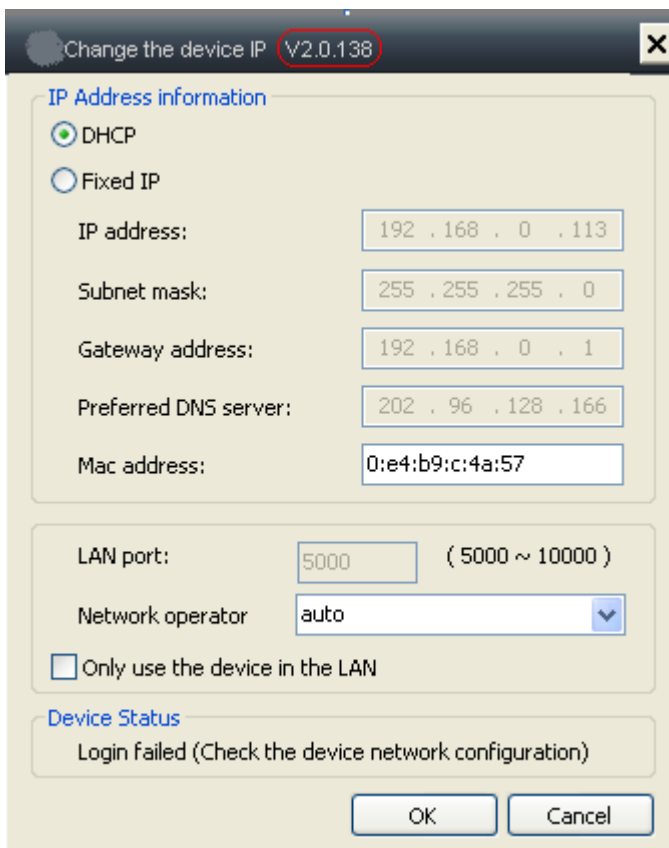 Change the device IP V2.0.138
IP Address information
DHCP
Fixed IP
IP address: 192 . 168 . 0 . 113
Subnet mask: 255 . 255 . 255 . 0
Gateway address: 192 . 168 . 0 . 1
Preferred DNS server: 202 . 96 . 128 . 166
Mac address: 0:e4:b9:c:4a:57
LAN port: 5000 ( 5000 ~ 10000 )
Network operator auto
Only use the device in the LAN
Device Status
Login failed (Check the device network configuration)
OK Cancel